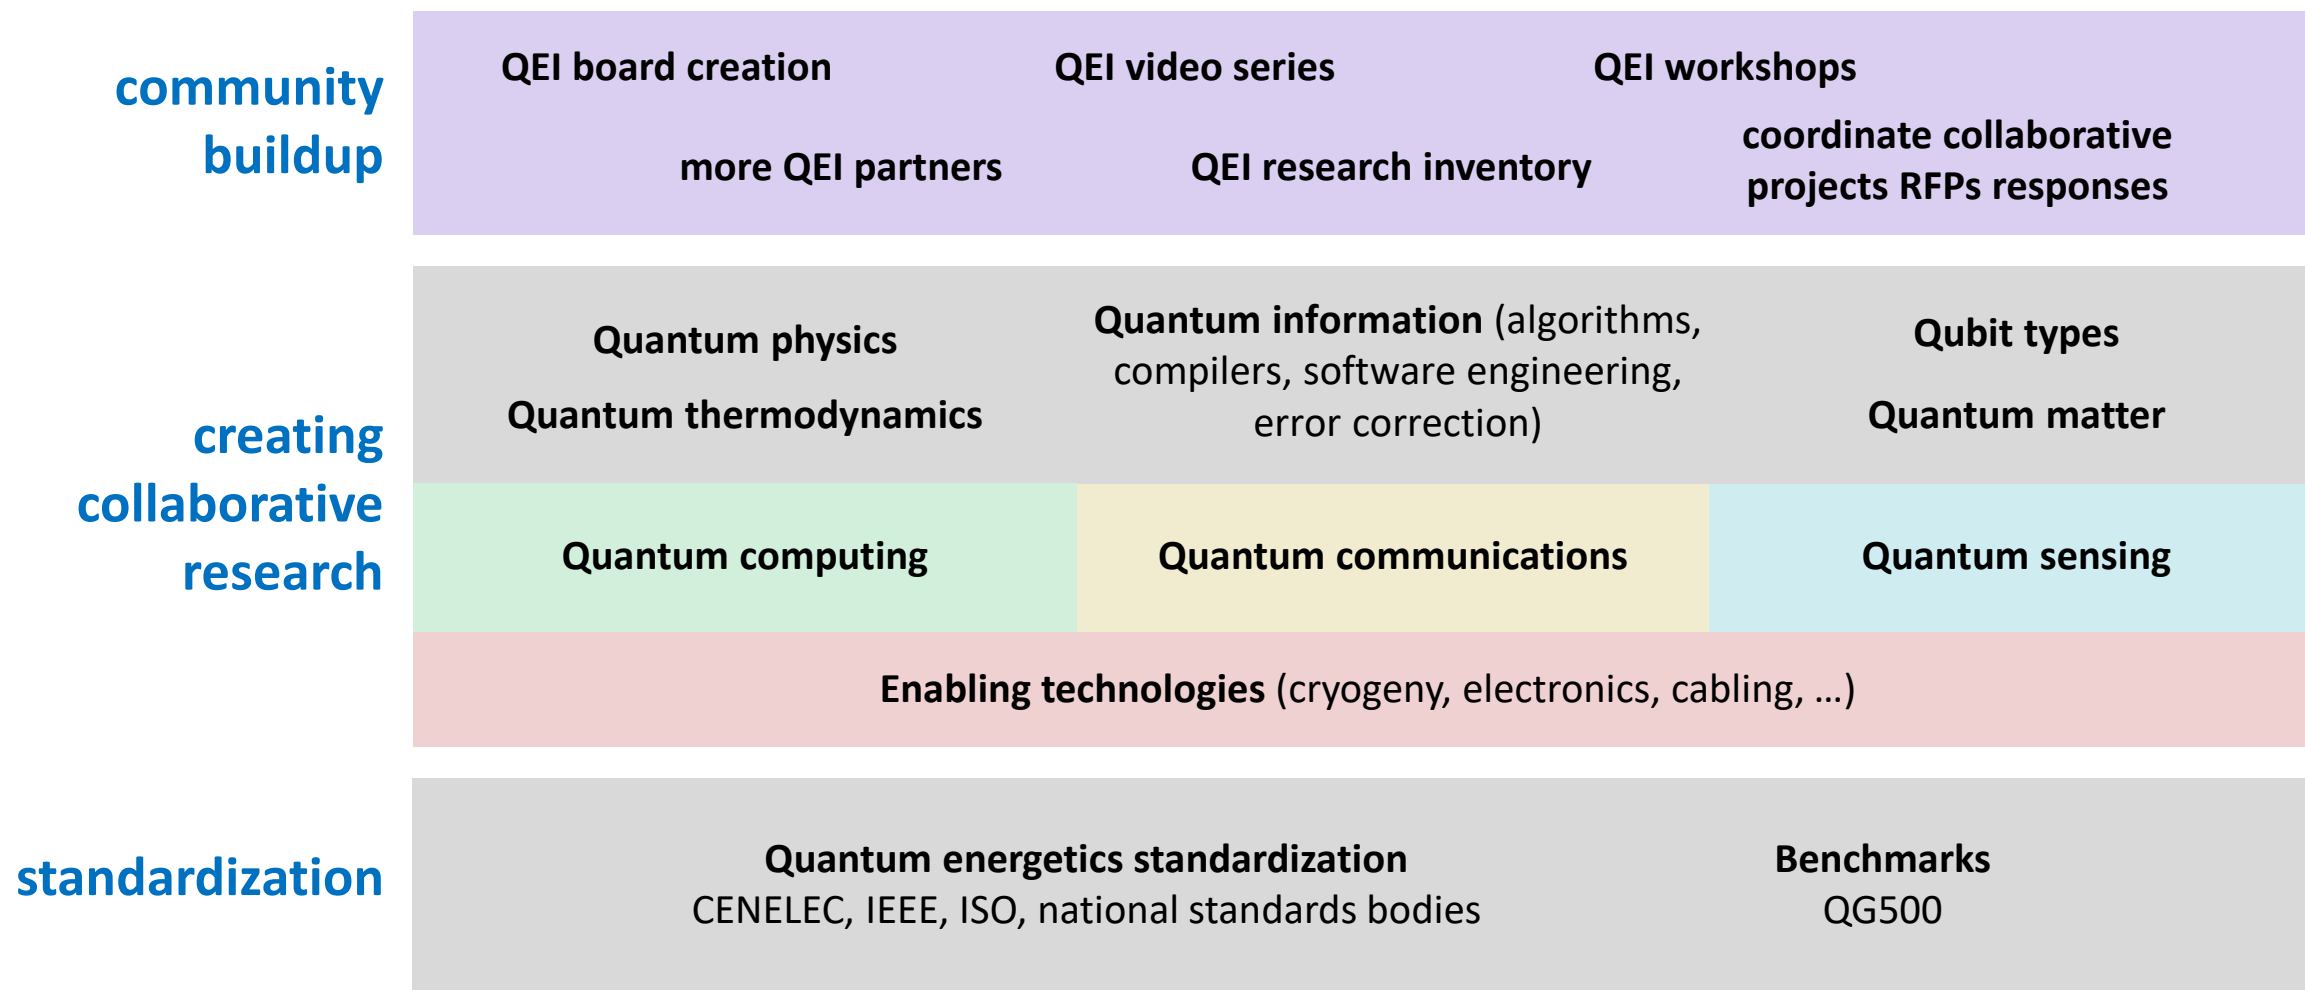 community
buildup
QEI board creation
QEI video series
QEI workshops
more QEI partners
QEI research inventory
coordinate collaborative
projects RFPs responses
creating
collaborative
research
Quantum physics
Quantum thermodynamics
Quantum information (algorithms,
compilers, software engineering,
error correction)
Qubit types
Quantum matter
Quantum computing
Quantum communications
Quantum sensing
Enabling technologies (cryogeny, electronics, cabling, ...)
standardization
Quantum energetics standardization
CENELEC, IEEE, ISO, national standards bodies
Benchmarks
QG500